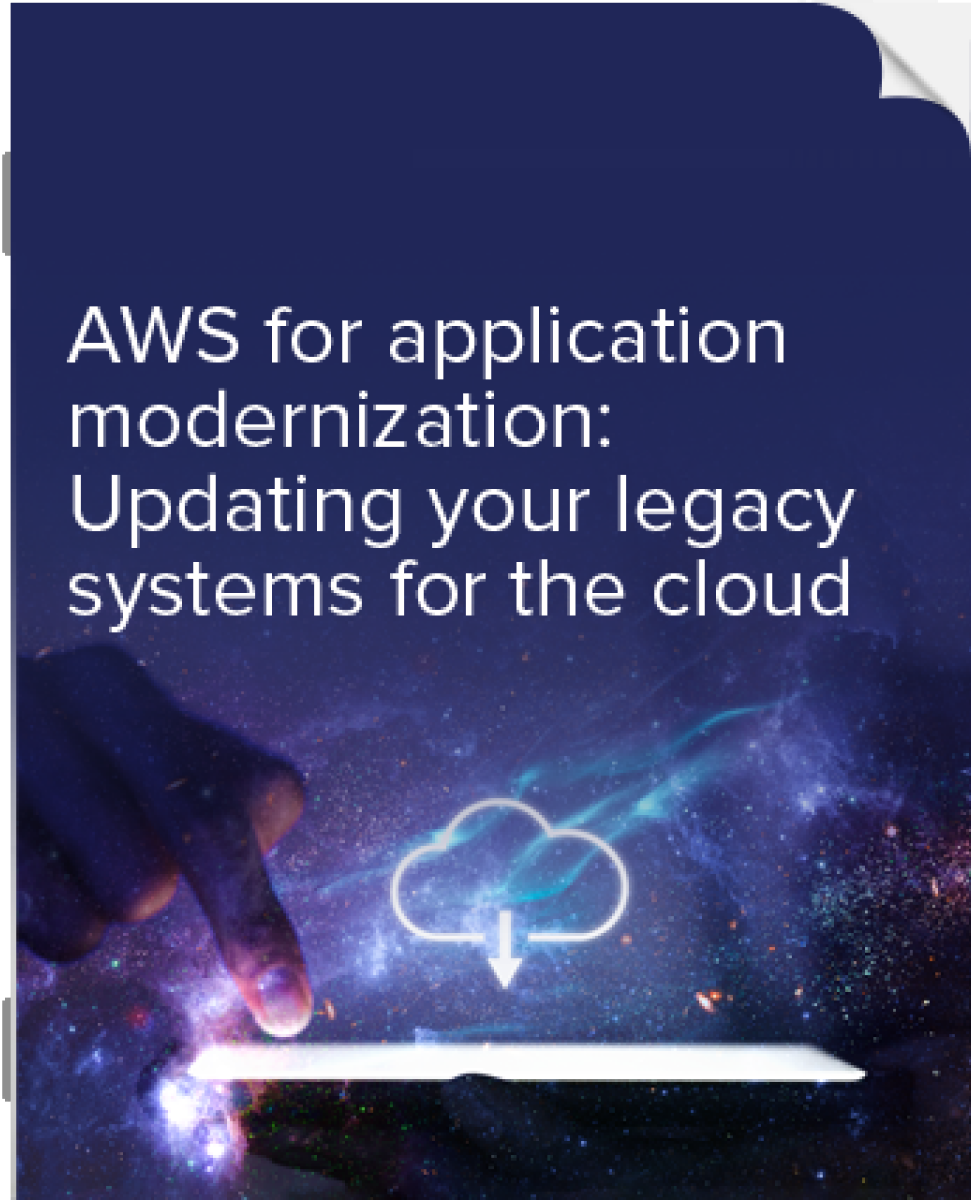 AWS for application
modernization:
Updating your legacy
systems for the cloud